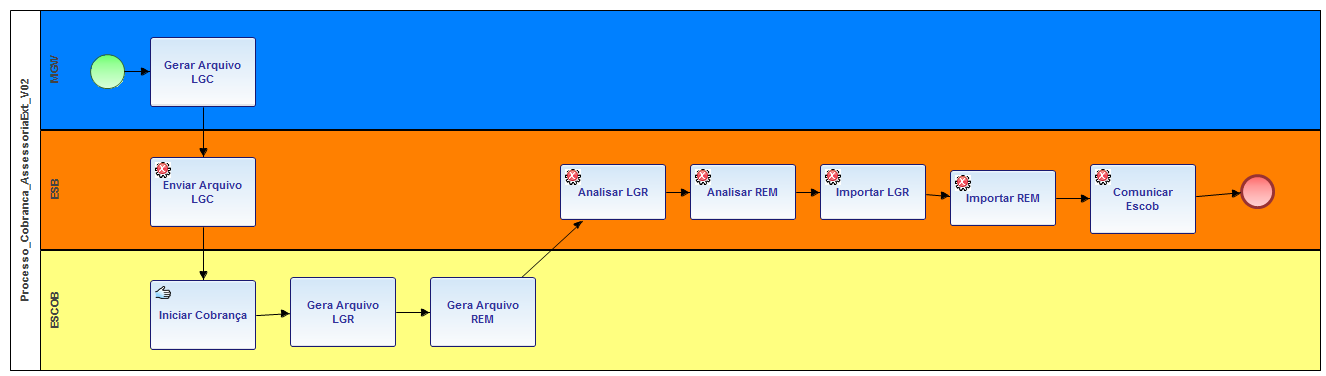 Processo_Cobranca_AssessoriaExt_V02
MGW
Gerar Arquivo
LGC
ESB
Enviar Arquivo
LGC
Analisar LGR
Analisar REM
Importar LGR
Importar REM
Comunicar
Escob
ESCOB
Iniciar Cobrança
Gera Arquivo
LGR
Gera Arquivo
REM